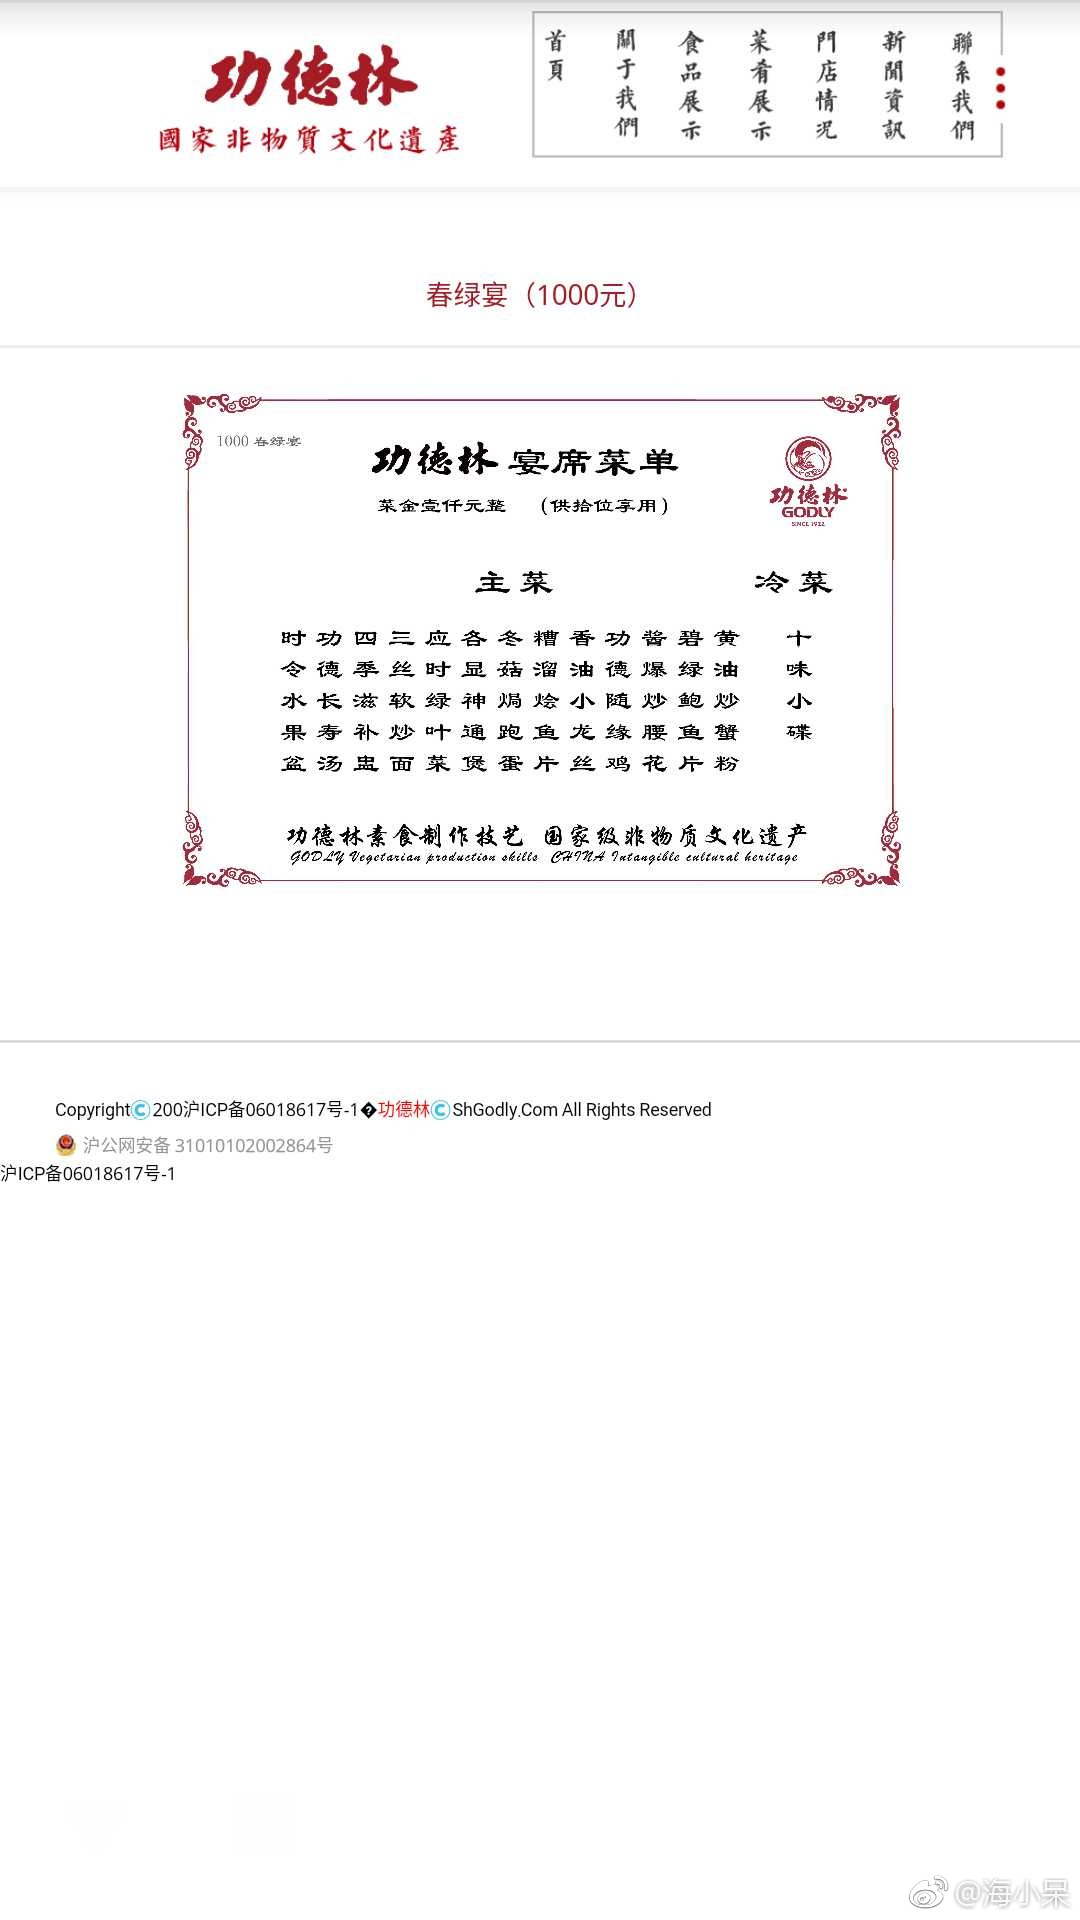 功德林
國家非物質文化遺產
首頁
關于我們
食品展示
菜肴展示
門店情况
新聞資訊
聯系我們
春绿宴（1000元）
1000 春绿宴
功德林 宴席菜单
菜金壹仟元整 （供拾位享用）
功德林
GODLY
SINCE 1922
冷菜
十味小碟
主菜
黄油炒蟹粉
碧绿鲍鱼片
酱爆炒腰花
功德随缘鸡
香油小龙丝
糟溜烩鱼片
冬菇焗跑蛋
各显神通煲
应时绿叶菜
三丝软炒面
四季滋补盅
功德长寿汤
时令水果盆
功德林素食制作技艺 国家级非物质文化遗产
GODLY Vegetarian production skills CHINA Intangible cultural heritage
Copyright©200沪ICP备06018617号-1�功德林©ShGodly.Com All Rights Reserved
沪公网安备 31010102002864号
沪ICP备06018617号-1
@海小呆